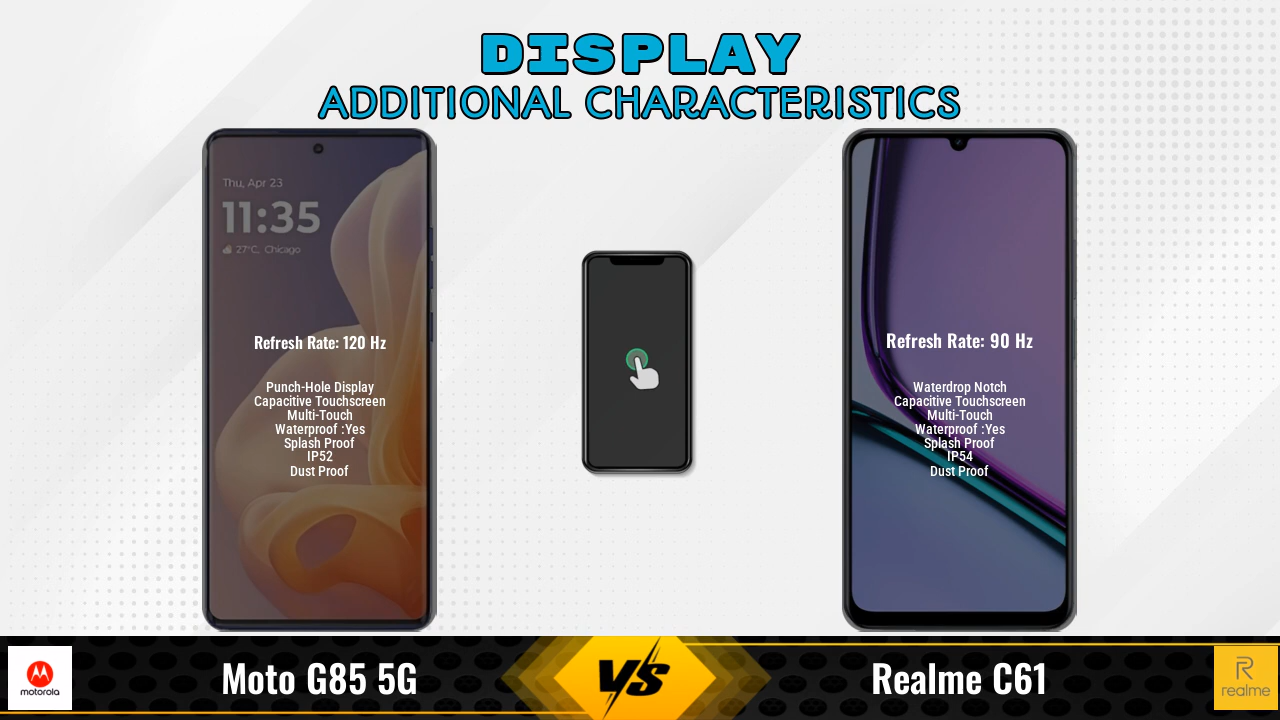 DISPLAY
ADDITIONAL CHARACTERISTICS
Thu, Apr 23
11:35
27°C, Chicago
Refresh Rate: 120 Hz
Punch-Hole Display
Capacitive Touchscreen
Multi-Touch
Waterproof :Yes
Splash Proof
IP52
Dust Proof
Refresh Rate: 90 Hz
Waterdrop Notch
Capacitive Touchscreen
Multi-Touch
Waterproof :Yes
Splash Proof
IP54
Dust Proof
motorola
Moto G85 5G
VS
Realme C61
realme